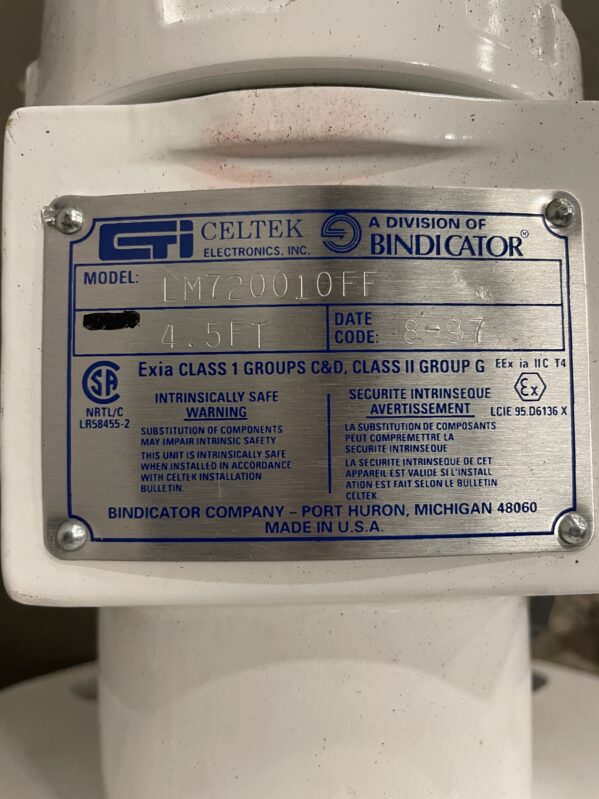 CTI CELTEK ELECTRONICS, INC. A DIVISION OF BINDICATOR®
MODEL: LM720010FF
4.5FT DATE CODE: 8-97
Exia CLASS 1 GROUPS C&D, CLASS II GROUP G EEx ia IIC T4
SA
NRTL/C
LR58455-2
INTRINSICALLY SAFE
WARNING
SUBSTITUTION OF COMPONENTS
MAY IMPAIR INTRINSIC SAFETY
THIS UNIT IS INTRINSICALLY SAFE
WHEN INSTALLED IN ACCORDANCE
WITH CELTEK INSTALLATION
BULLETIN.
SECURITE INTRINSEQUE
AVERTISSEMENT
LA SUBSTITUTION DE COMPOSANTS
PEUT COMPREMETTRE LA
SECURITE INTRINSEQUE
LA SECURITE INTRINSEQUE DE CET
APPAREIL EST VALIDE SI L'INSTALL
ATION EST FAIT SELON LE BULLETIN
CELTEK.
Ex
LCIE 95.D6136 X
BINDICATOR COMPANY – PORT HURON, MICHIGAN 48060
MADE IN U.S.A.